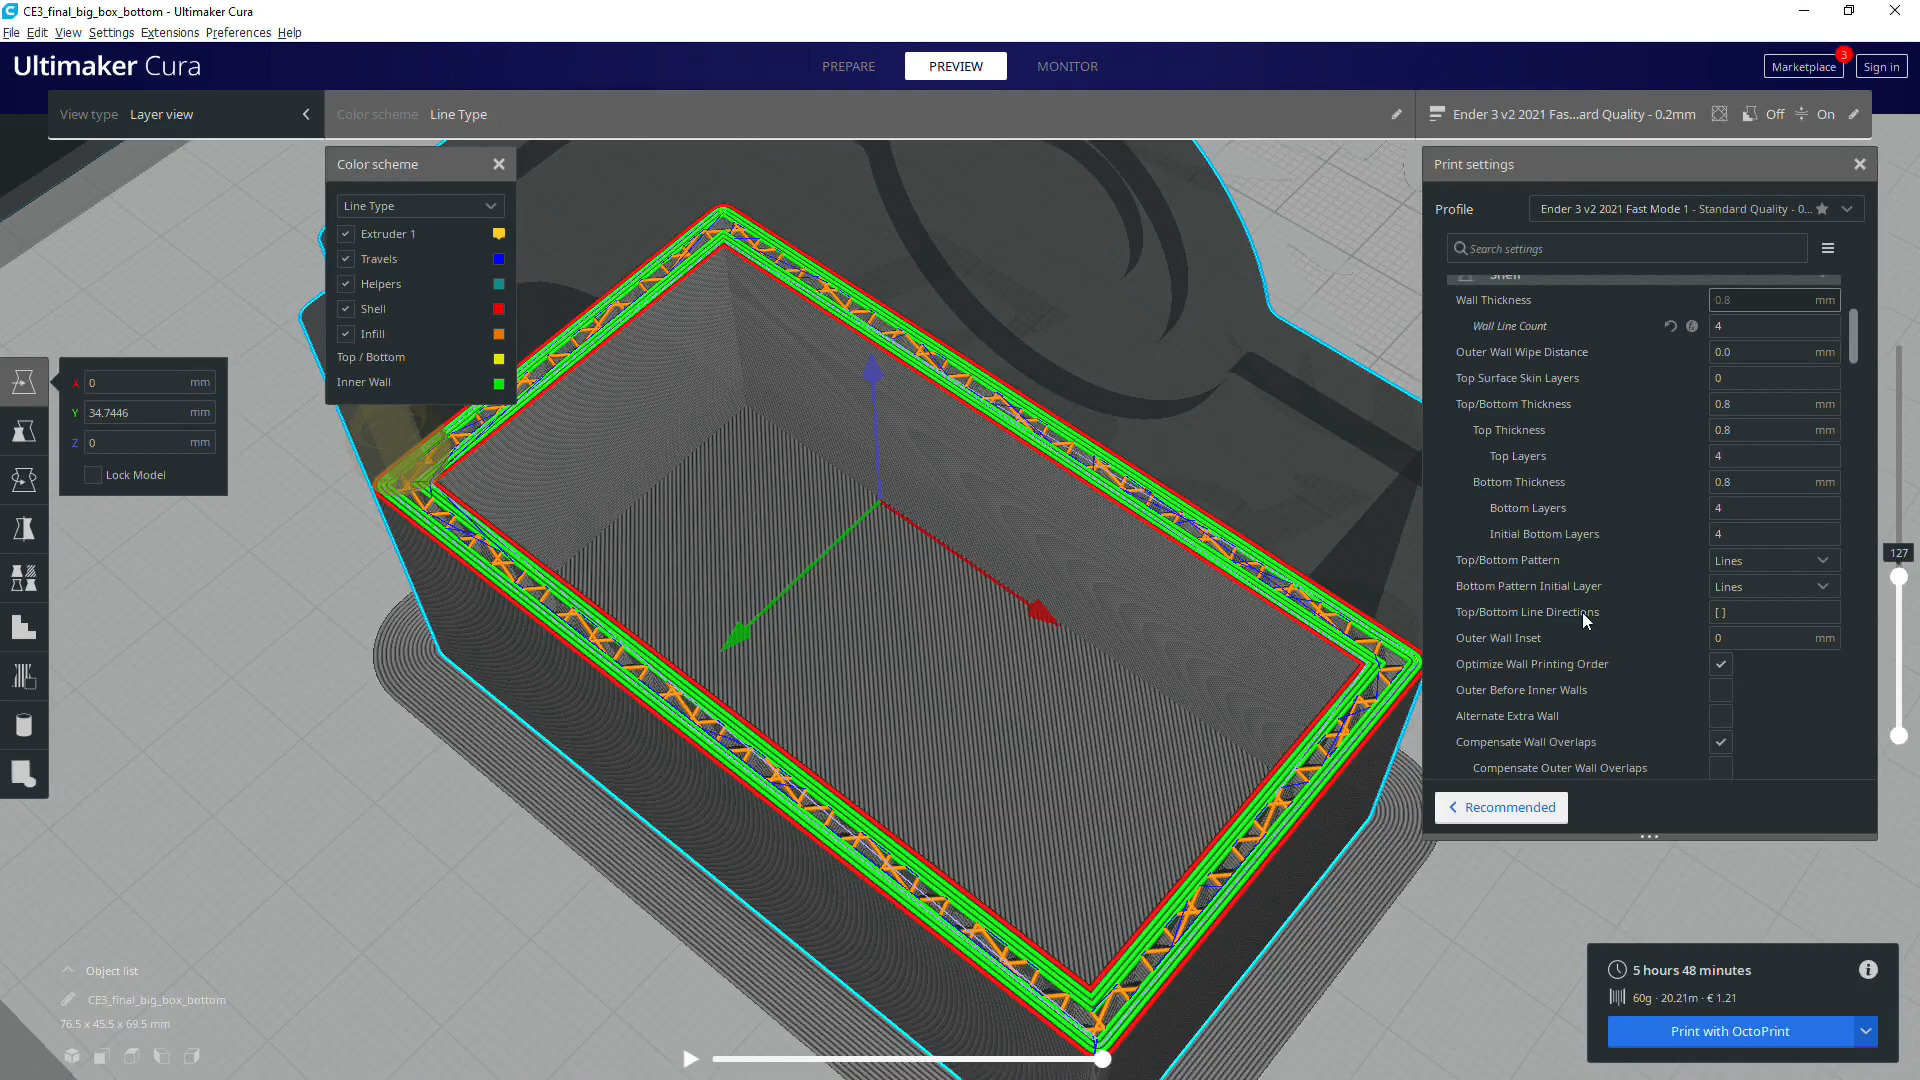 CE3_final_big_box_bottom - Ultimaker Cura
File Edit View Settings Extensions Preferences Help
Ultimaker Cura
PREPARE
PREVIEW
MONITOR
Marketplace
3
Sign in
View type Layer view
Color scheme Line Type
Ender 3 v2 2021 Fas...ard Quality - 0.2mm
Off
On
Color scheme
Line Type
Extruder 1
Travels
Helpers
Shell
Infill
Top / Bottom
Inner Wall
X 0 mm
Y 34.7446 mm
Z 0 mm
Lock Model
Print settings
Profile
Ender 3 v2 2021 Fast Mode 1 - Standard Quality - 0...
Search settings
Shell
Wall Thickness 0.8 mm
Wall Line Count 4
Outer Wall Wipe Distance 0.0 mm
Top Surface Skin Layers 0
Top/Bottom Thickness 0.8 mm
Top Thickness 0.8 mm
Top Layers 4
Bottom Thickness 0.8 mm
Bottom Layers 4
Initial Bottom Layers 4
Top/Bottom Pattern Lines
Bottom Pattern Initial Layer Lines
Top/Bottom Line Directions [ ]
Outer Wall Inset 0 mm
Optimize Wall Printing Order
Outer Before Inner Walls
Alternate Extra Wall
Compensate Wall Overlaps
Compensate Outer Wall Overlaps
Recommended
127
Object list
CE3_final_big_box_bottom
76.5 x 45.5 x 69.5 mm
5 hours 48 minutes
60g · 20.21m · € 1.21
Print with OctoPrint